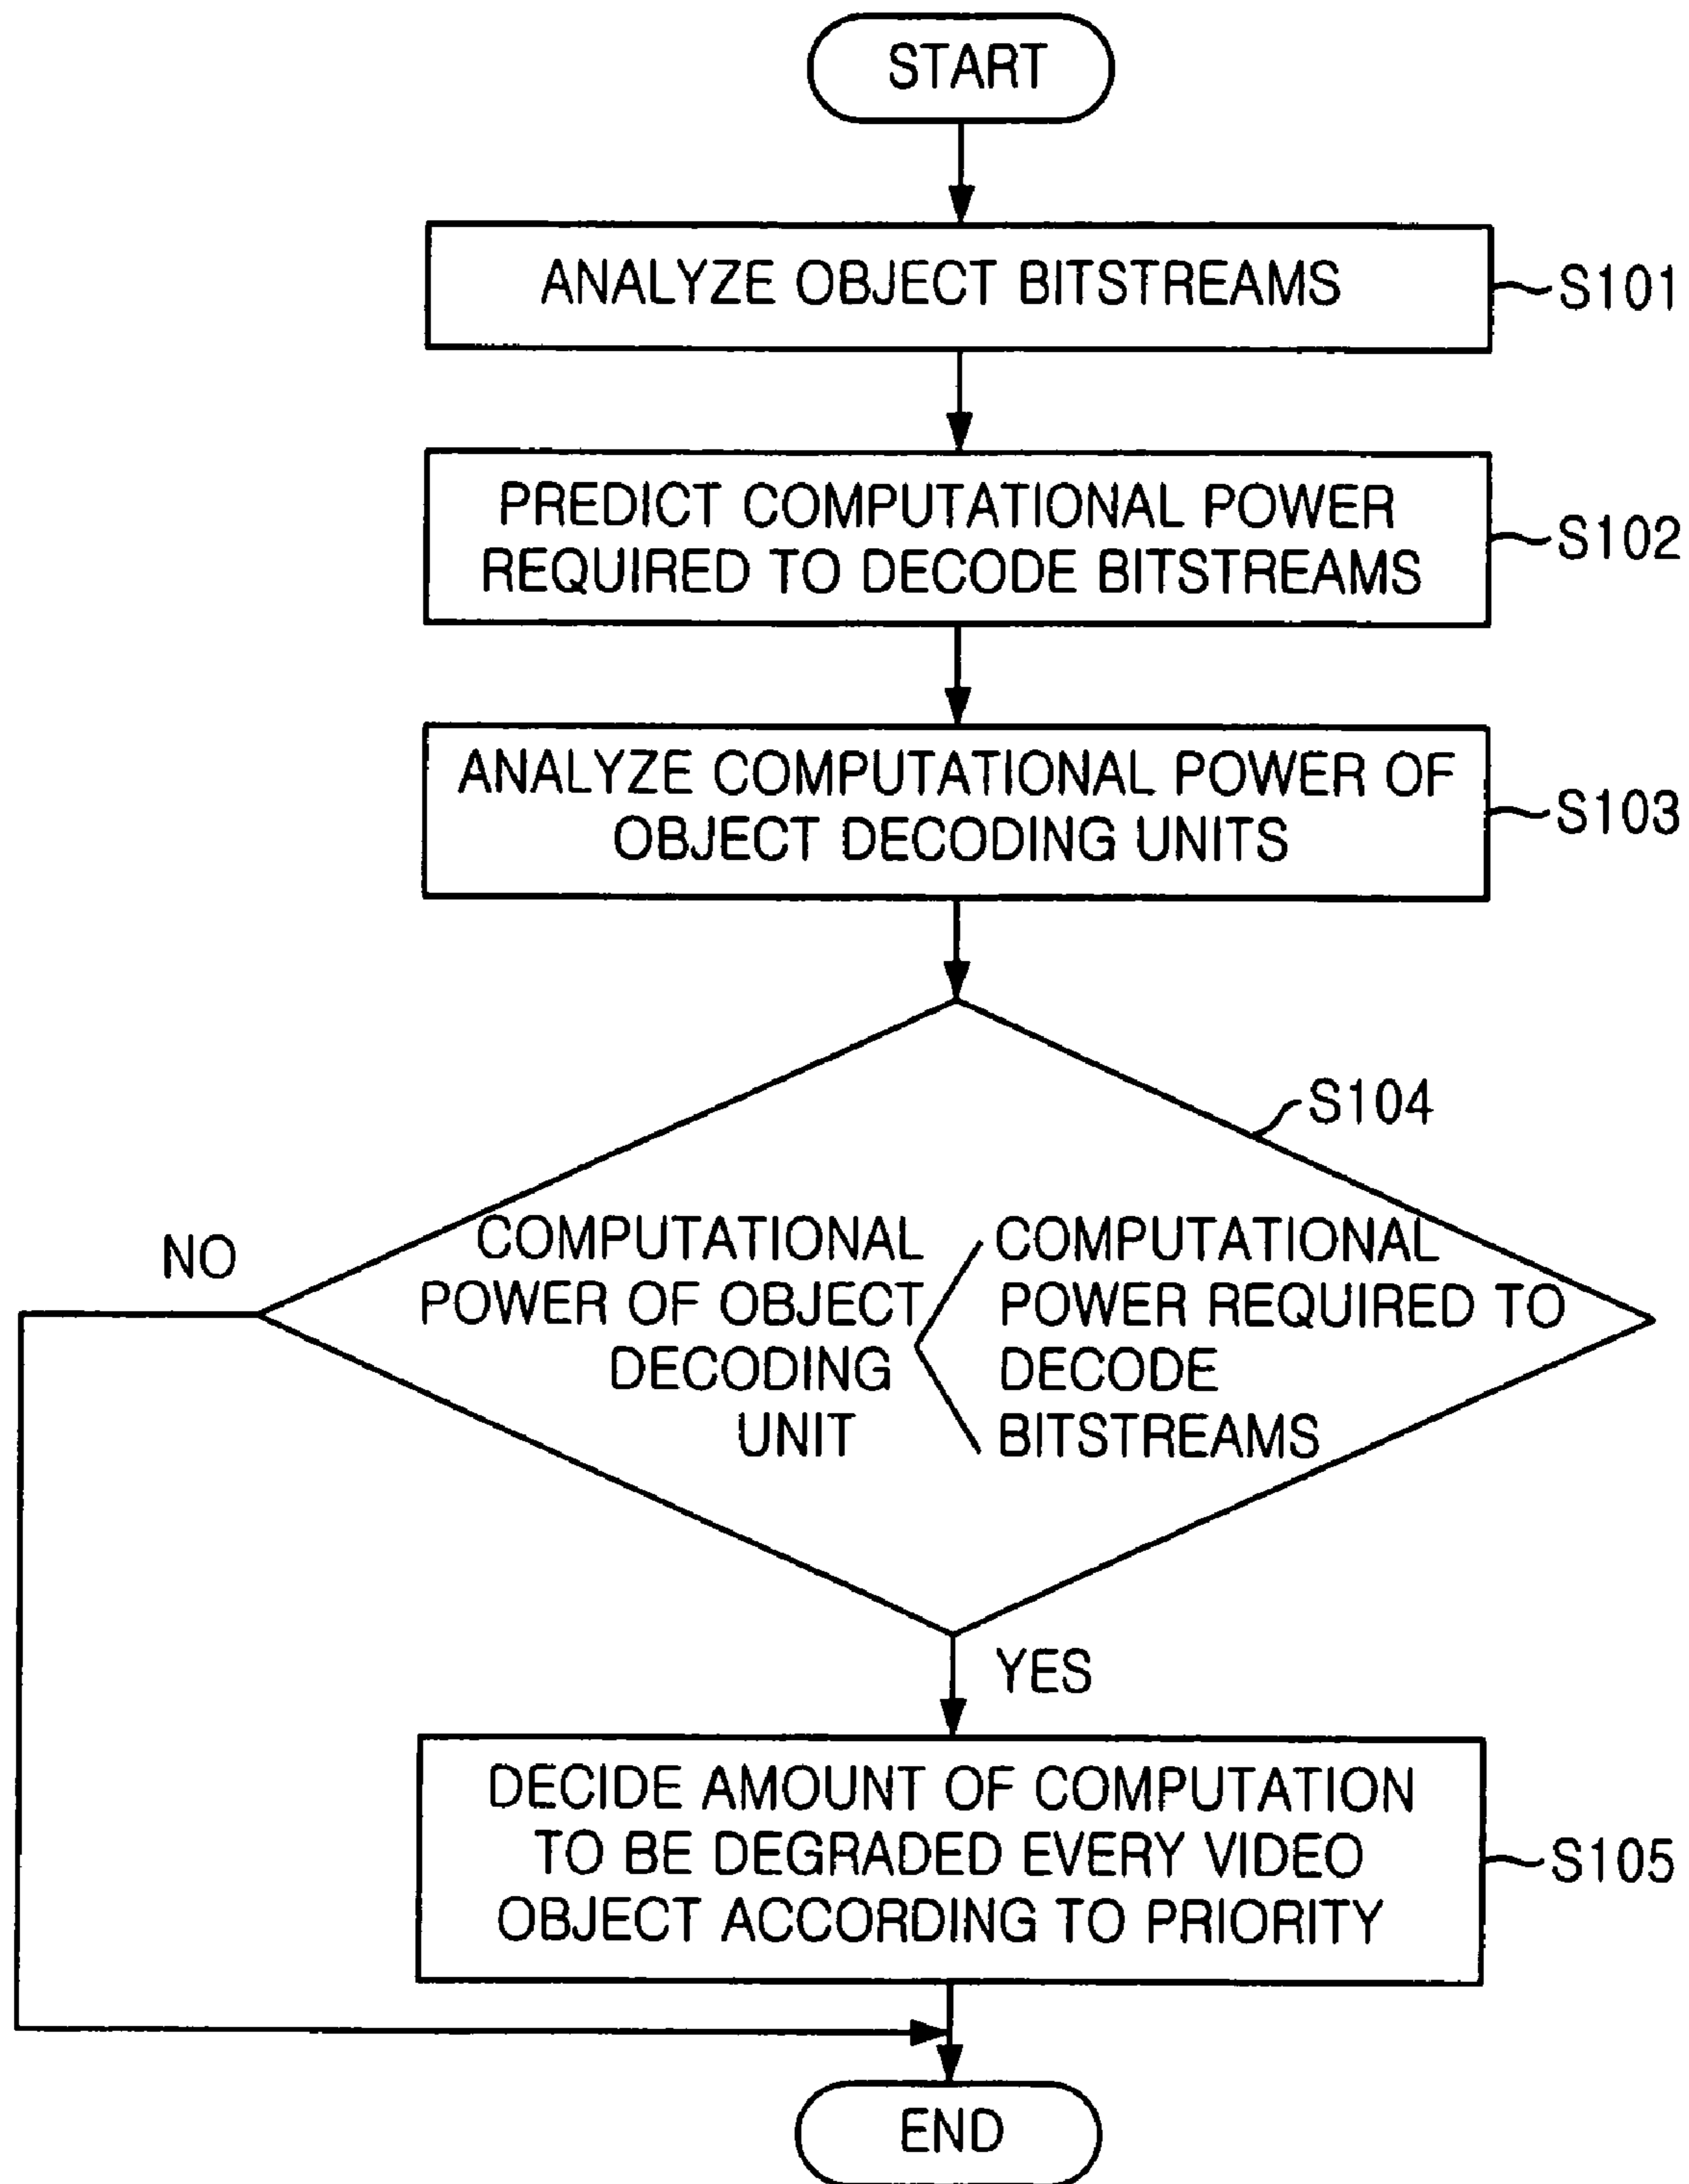 START
ANALYZE OBJECT BITSTREAMS
S101
PREDICT COMPUTATIONAL POWER
REQUIRED TO DECODE BITSTREAMS
S102
ANALYZE COMPUTATIONAL POWER OF
OBJECT DECODING UNITS
S103
S104
NO
COMPUTATIONAL
POWER OF OBJECT
DECODING
UNIT
<
COMPUTATIONAL
POWER REQUIRED TO
DECODE
BITSTREAMS
YES
DECIDE AMOUNT OF COMPUTATION
TO BE DEGRADED EVERY VIDEO
OBJECT ACCORDING TO PRIORITY
S105
END